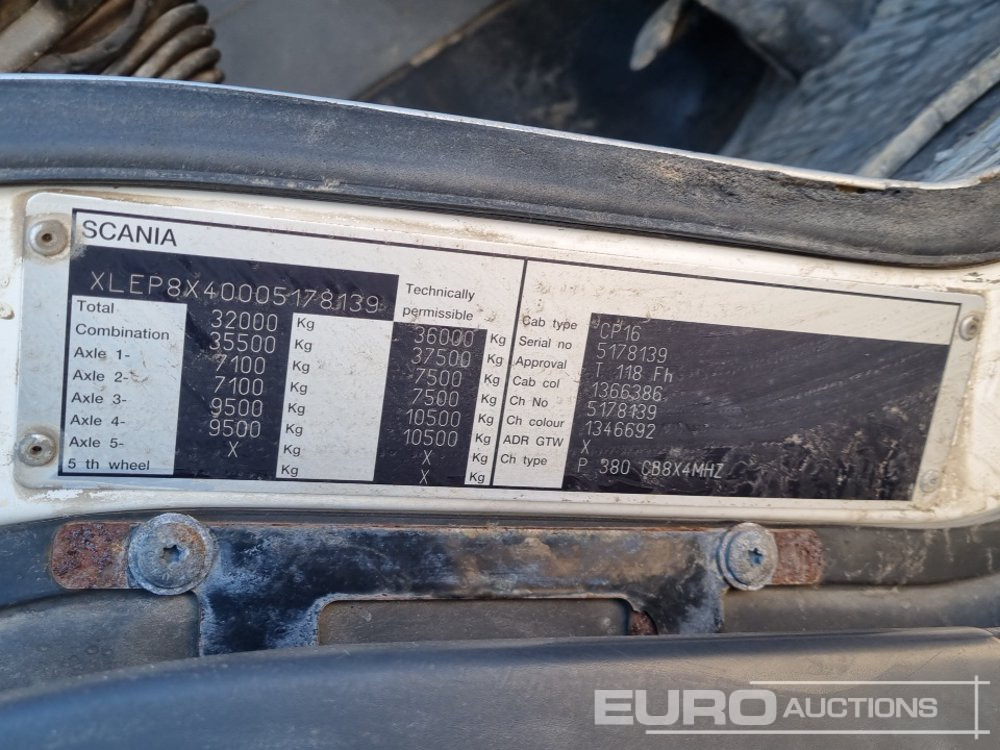 SCANIA
XLEP8X40005178139
Technically
permissible
Total 32000 Kg 36000 Kg
Combination 35500 Kg 37500 Kg
Axle 1- 7100 Kg 7500 Kg
Axle 2- 7100 Kg 7500 Kg
Axle 3- 9500 Kg 10500 Kg
Axle 4- 9500 Kg 10500 Kg
Axle 5- X Kg X Kg
5 th wheel Kg X Kg
Cab type CP16
Serial no 5178139
Approval T 118 Fh
Cab col 1366386
Ch No 5178139
Ch colour 1346692
ADR GTW X
Ch type P 380 CB8X4MHZ
EURO AUCTIONS